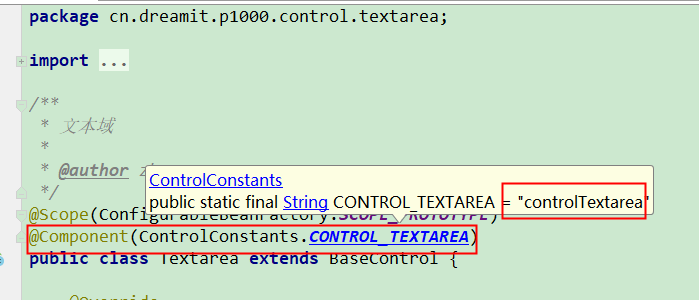 package cn.dreamit.p1000.control.textarea;
import ...
/**
* 文本域
*
* @author
*/
ControlConstants
public static final String CONTROL_TEXTAREA = "controlTextarea"
@Scope(ConfigurableBeanFactory.SCOPE_PROTOTYPE)
@Component(ControlConstants.CONTROL_TEXTAREA)
public class Textarea extends BaseControl {
@Override